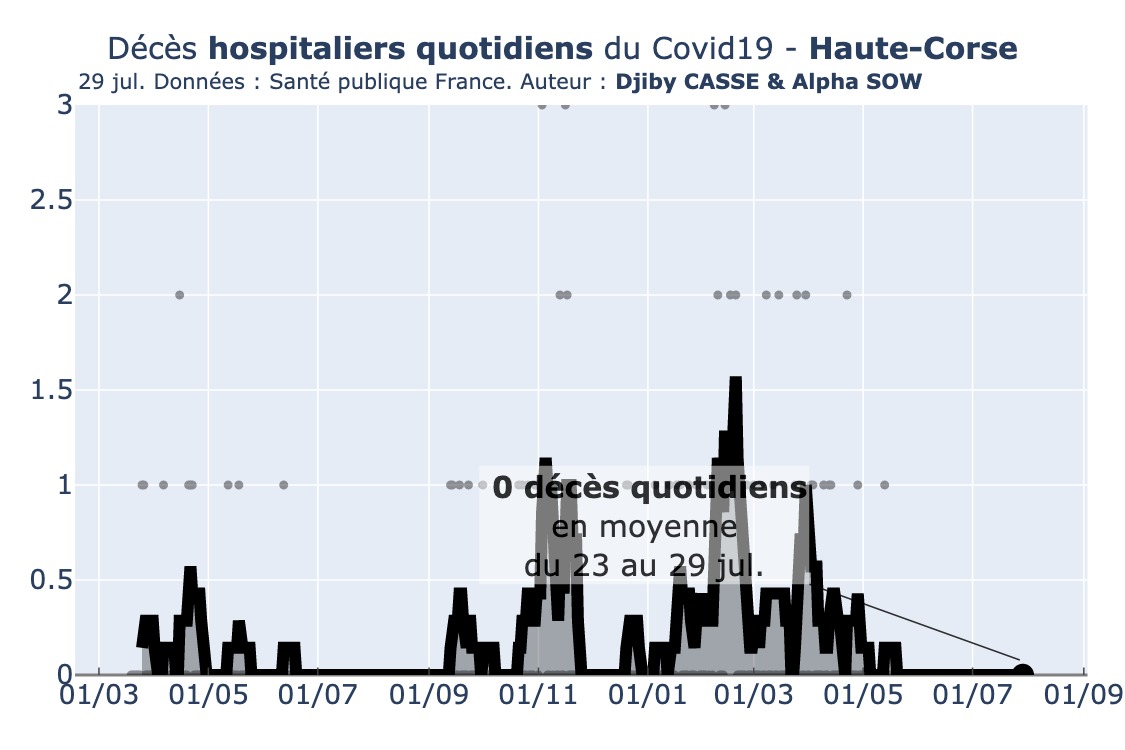 Décès hospitaliers quotidiens du Covid19 - Haute-Corse
29 jul. Données : Santé publique France. Auteur : Djiby CASSE & Alpha SOW
3
2.5
2
1.5
1
0.5
0
0 décès quotidiens
en moyenne
du 23 au 29 jul.
01/03 01/05 01/07 01/09 01/11 01/01 01/03 01/05 01/07 01/09